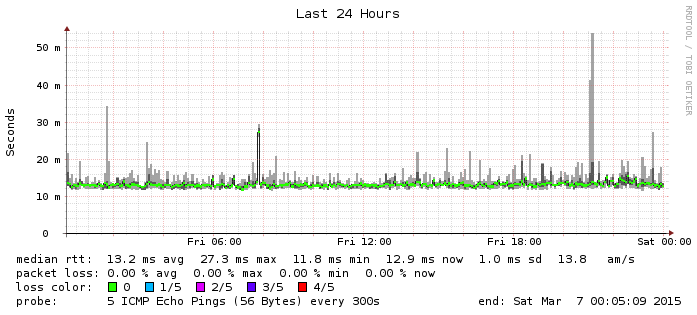 Last 24 Hours
RRDTOOL / TOBI OETIKER
Seconds
50 m
40 m
30 m
20 m
10 m
0
Fri 06:00 Fri 12:00 Fri 18:00 Sat 00:00
median rtt: 13.2 ms avg 27.3 ms max 11.8 ms min 12.9 ms now 1.0 ms sd 13.8 am/s
packet loss: 0.00 % avg 0.00 % max 0.00 % min 0.00 % now
loss color: 0 1/5 2/5 3/5 4/5
probe: 5 ICMP Echo Pings (56 Bytes) every 300s end: Sat Mar 7 00:05:09 2015